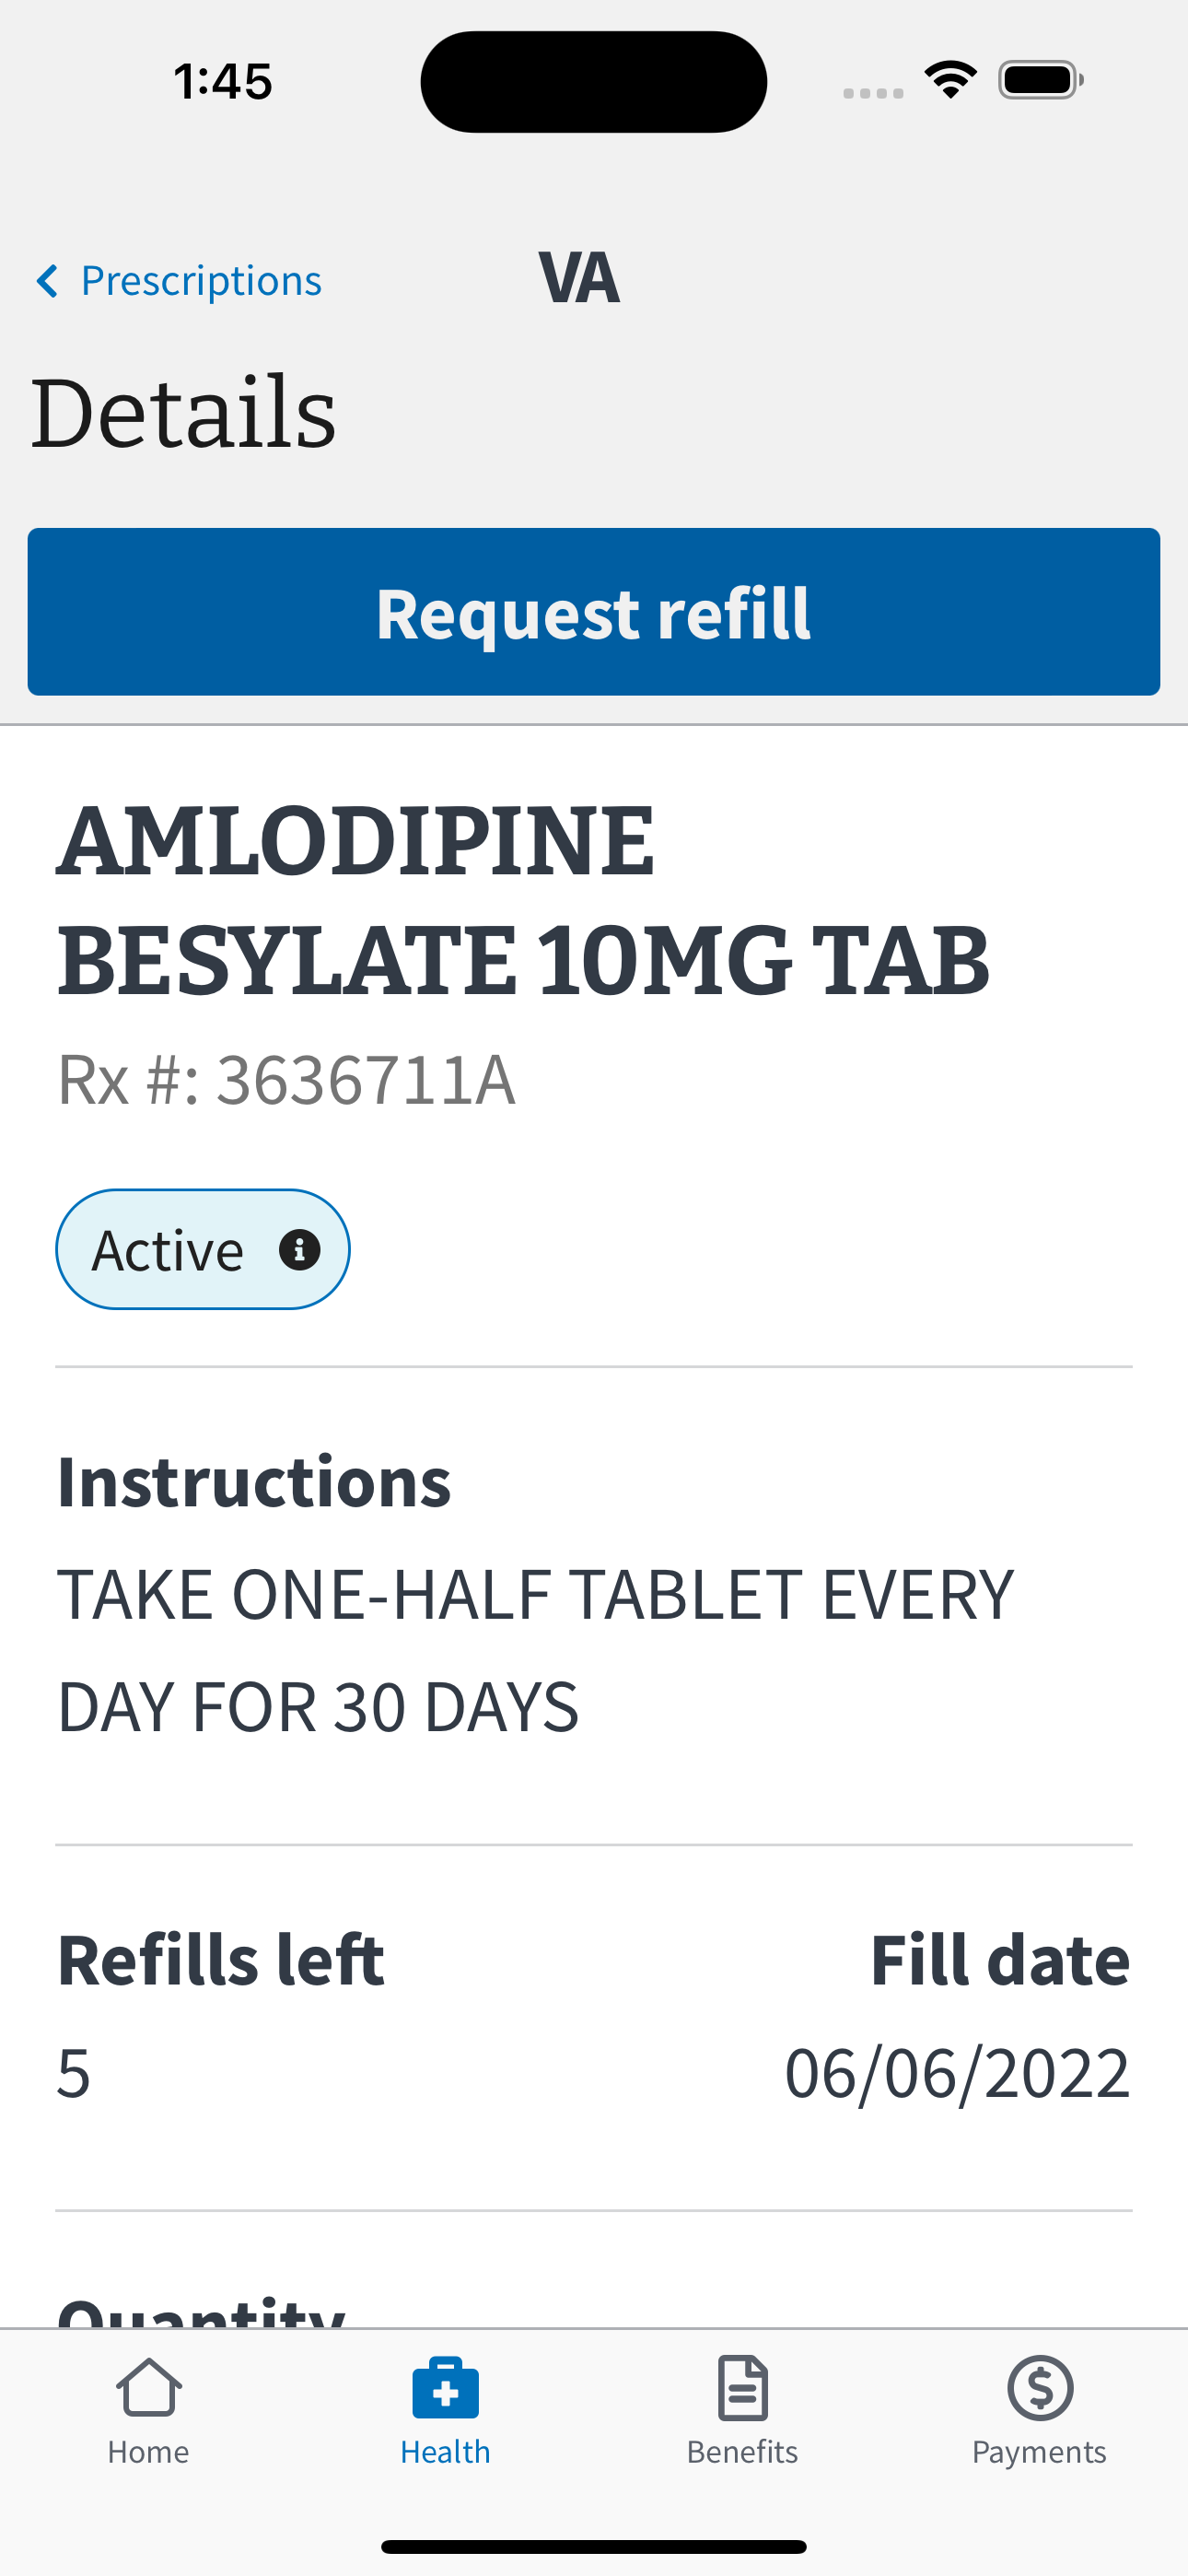 1:45
Prescriptions
VA
Details
Request refill
AMLODIPINE
BESYLATE 10MG TAB
Rx #: 3636711A
Active
Instructions
TAKE ONE-HALF TABLET EVERY
DAY FOR 30 DAYS
Refills left Fill date
5 06/06/2022
Quantity
Home Health Benefits Payments